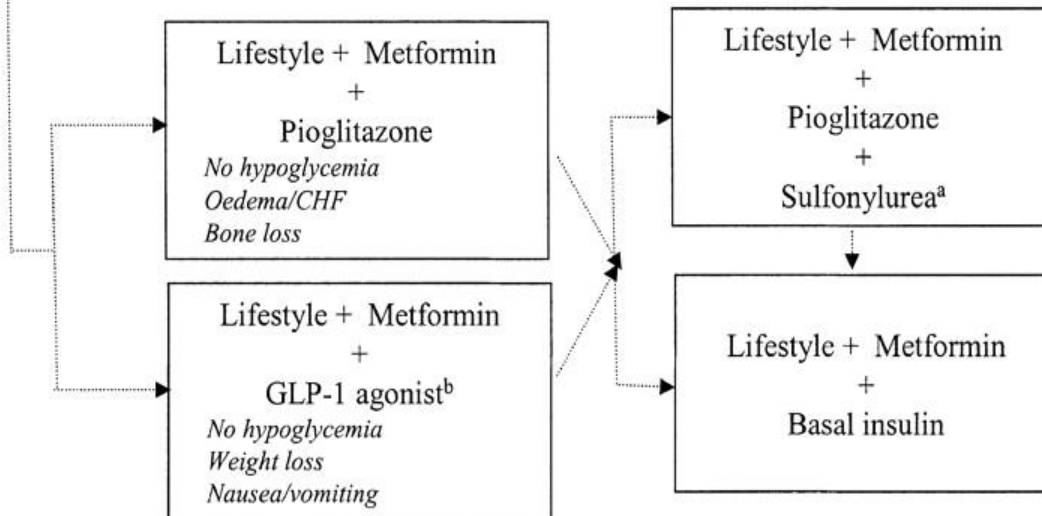 Lifestyle + Metformin
+
Pioglitazone
No hypoglycemia
Oedema/CHF
Bone loss
Lifestyle + Metformin
+
GLP-1 agonistᵇ
No hypoglycemia
Weight loss
Nausea/vomiting
Lifestyle + Metformin
+
Pioglitazone
+
Sulfonylureaᵃ
Lifestyle + Metformin
+
Basal insulin